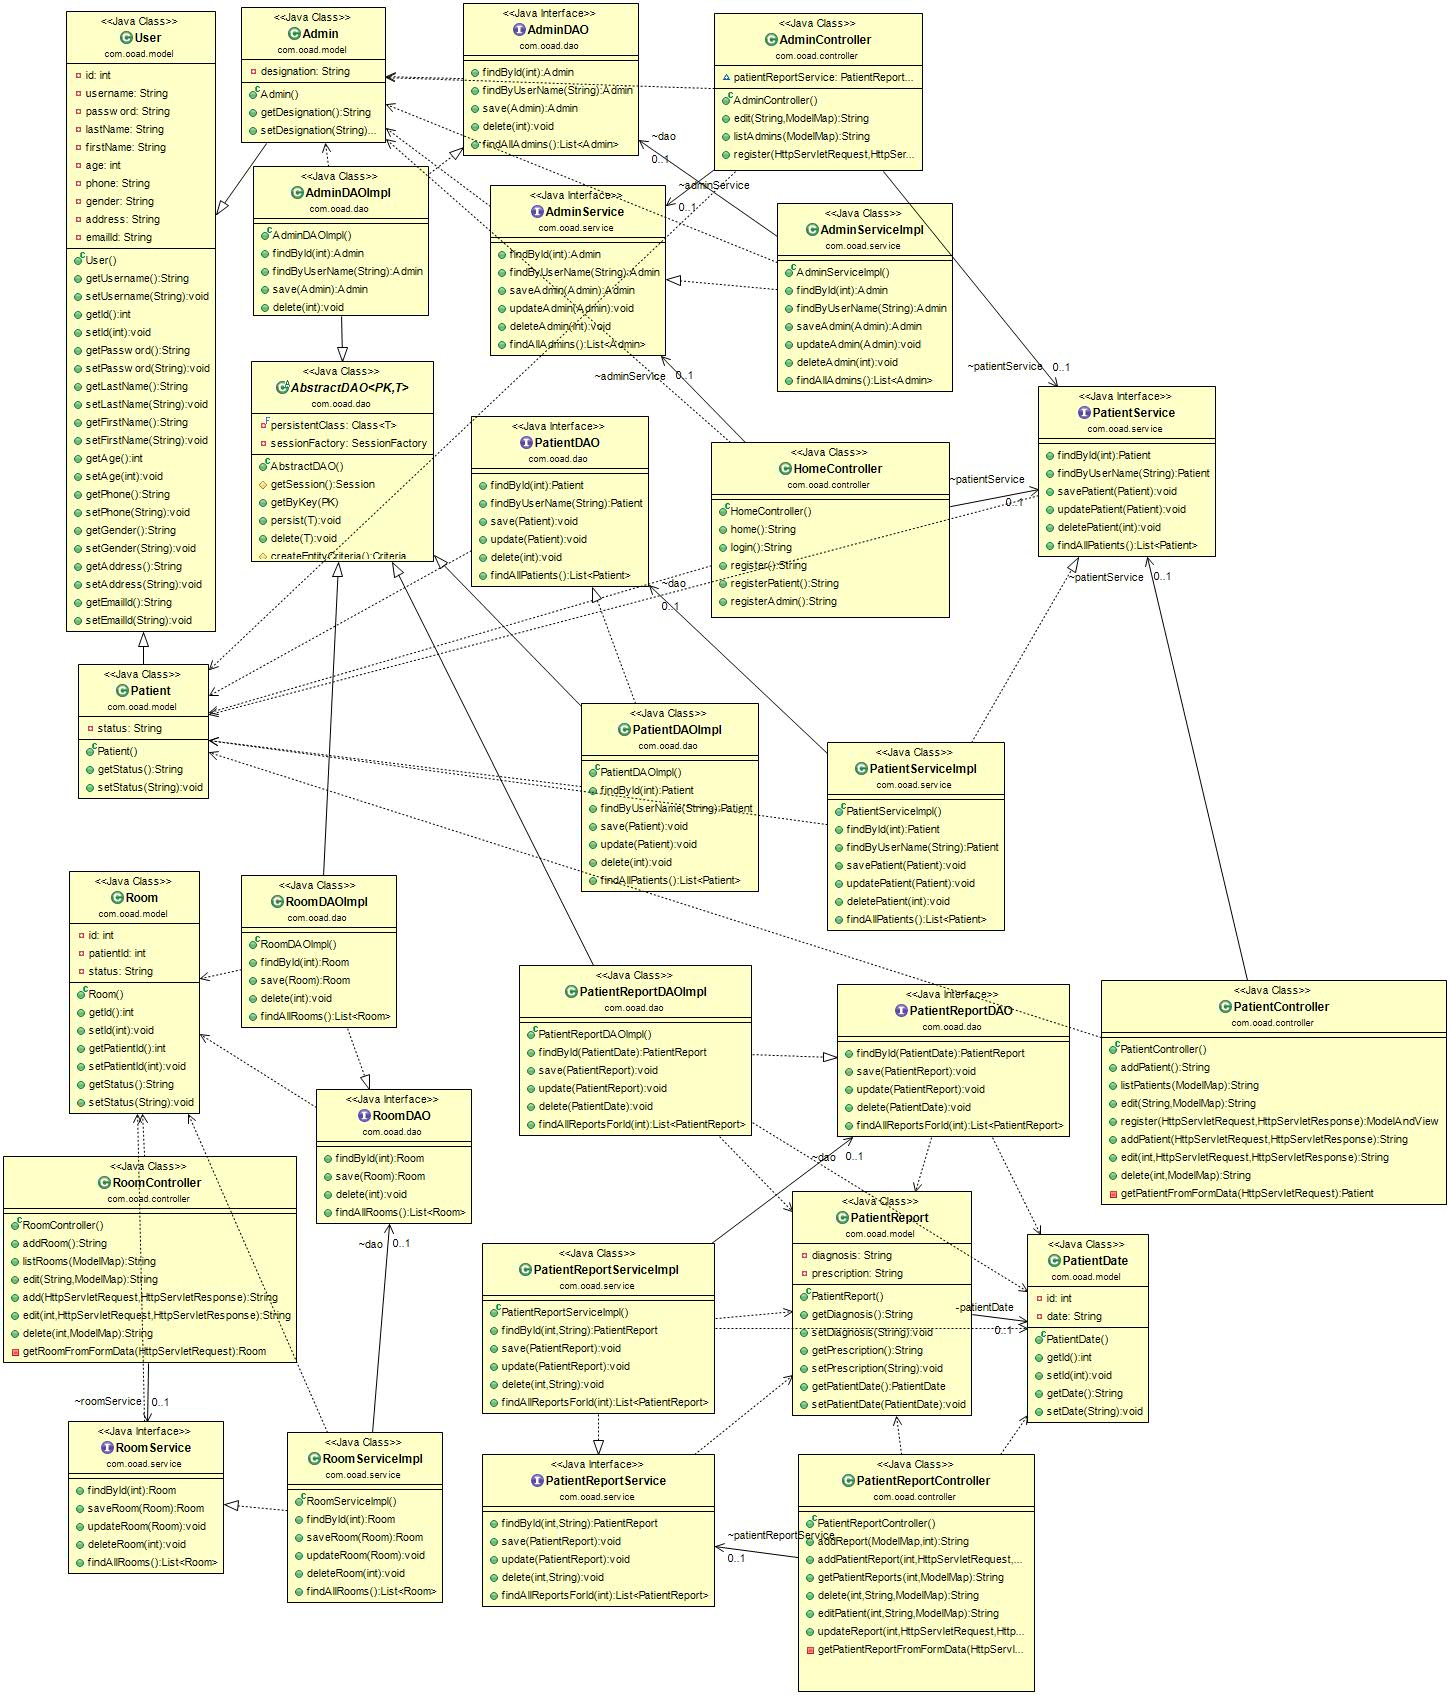 <<Java Class>>
User
com.ooad.model
id: int
username: String
password: String
lastName: String
firstName: String
age: int
phone: String
gender: String
address: String
emailId: String
User()
getUsername():String
setUsername(String):void
getId():int
setId(int):void
getPassword():String
setPassword(String):void
getLastName():String
setLastName(String):void
getFirstName():String
setFirstName(String):void
getAge():int
setAge(int):void
getPhone():String
setPhone(String):void
getGender():String
setGender(String):void
getAddress():String
setAddress(String):void
getEmailId():String
setEmailId(String):void
<<Java Class>>
Admin
com.ooad.model
designation: String
Admin()
getDesignation():String
setDesignation(String)...
<<Java Interface>>
AdminDAO
com.ooad.dao
findById(int):Admin
findByUserName(String):Admin
save(Admin):Admin
delete(int):void
findAllAdmins():List<Admin>
<<Java Class>>
AdminController
com.ooad.controller
patientReportService: PatientReport...
AdminController()
edit(String,ModelMap):String
listAdmins(ModelMap):String
register(HttpServletRequest,HttpSer...
~dao
0..1
~adminService
0..1
<<Java Class>>
AdminDAOImpl
com.ooad.dao
AdminDAOImpl()
findById(int):Admin
findByUserName(String):Admin
save(Admin):Admin
delete(int):void
<<Java Interface>>
AdminService
com.ooad.service
findById(int):Admin
findByUserName(String):Admin
saveAdmin(Admin):Admin
updateAdmin(Admin):void
deleteAdmin(int):void
findAllAdmins():List<Admin>
<<Java Class>>
AdminServiceImpl
com.ooad.service
AdminServiceImpl()
findById(int):Admin
findByUserName(String):Admin
saveAdmin(Admin):Admin
updateAdmin(Admin):void
deleteAdmin(int):void
findAllAdmins():List<Admin>
~adminService 0..1
~patientService 0..1
<<Java Class>>
AbstractDAO<PK,T>
com.ooad.dao
persistentClass: Class<T>
sessionFactory: SessionFactory
AbstractDAO()
getSession():Session
getByKey(PK)
persist(T):void
delete(T):void
createEntityCriteria():Criteria
<<Java Interface>>
PatientDAO
com.ooad.dao
findById(int):Patient
findByUserName(String):Patient
save(Patient):void
update(Patient):void
delete(int):void
findAllPatients():List<Patient>
<<Java Class>>
HomeController
com.ooad.controller
HomeController()
home():String
login():String
register():String
registerPatient():String
registerAdmin():String
~patientService
0..1
<<Java Interface>>
PatientService
com.ooad.service
findById(int):Patient
findByUserName(String):Patient
savePatient(Patient):void
updatePatient(Patient):void
deletePatient(int):void
findAllPatients():List<Patient>
~dao
0..1
~patientService 0..1
<<Java Class>>
Patient
com.ooad.model
status: String
Patient()
getStatus():String
setStatus(String):void
<<Java Class>>
PatientDAOImpl
com.ooad.dao
PatientDAOImpl()
findById(int):Patient
findByUserName(String):Patient
save(Patient):void
update(Patient):void
delete(int):void
findAllPatients():List<Patient>
<<Java Class>>
PatientServiceImpl
com.ooad.service
PatientServiceImpl()
findById(int):Patient
findByUserName(String):Patient
savePatient(Patient):void
updatePatient(Patient):void
deletePatient(int):void
findAllPatients():List<Patient>
<<Java Class>>
Room
com.ooad.model
id: int
patientId: int
status: String
Room()
getId():int
setId(int):void
getPatientId():int
setPatientId(int):void
getStatus():String
setStatus(String):void
<<Java Class>>
RoomDAOImpl
com.ooad.dao
RoomDAOImpl()
findById(int):Room
save(Room):Room
delete(int):void
findAllRooms():List<Room>
<<Java Class>>
PatientReportDAOImpl
com.ooad.dao
PatientReportDAOImpl()
findById(PatientDate):PatientReport
save(PatientReport):void
update(PatientReport):void
delete(PatientDate):void
findAllReportsForId(int):List<PatientReport>
<<Java Interface>>
PatientReportDAO
com.ooad.dao
findById(PatientDate):PatientReport
save(PatientReport):void
update(PatientReport):void
delete(PatientDate):void
findAllReportsForId(int):List<PatientReport>
~dao 0..1
<<Java Class>>
PatientController
com.ooad.controller
PatientController()
addPatient():String
listPatients(ModelMap):String
edit(String,ModelMap):String
register(HttpServletRequest,HttpServletResponse):ModelAndView
addPatient(HttpServletRequest,HttpServletResponse):String
edit(int,HttpServletRequest,HttpServletResponse):String
delete(int,ModelMap):String
getPatientFromFormData(HttpServletRequest):Patient
<<Java Interface>>
RoomDAO
com.ooad.dao
findById(int):Room
save(Room):Room
delete(int):void
findAllRooms():List<Room>
~dao 0..1
<<Java Class>>
RoomController
com.ooad.controller
RoomController()
addRoom():String
listRooms(ModelMap):String
edit(String,ModelMap):String
add(HttpServletRequest,HttpServletResponse):String
edit(int,HttpServletRequest,HttpServletResponse):String
delete(int,ModelMap):String
getRoomFromFormData(HttpServletRequest):Room
~roomService 0..1
<<Java Class>>
PatientReportServiceImpl
com.ooad.service
PatientReportServiceImpl()
findById(int,String):PatientReport
save(PatientReport):void
update(PatientReport):void
delete(int,String):void
findAllReportsForId(int):List<PatientReport>
<<Java Class>>
PatientReport
com.ooad.model
diagnosis: String
prescription: String
PatientReport()
getDiagnosis():String
setDiagnosis(String):void
getPrescription():String
setPrescription(String):void
getPatientDate():PatientDate
setPatientDate(PatientDate):void
-patientDate
0..1
<<Java Class>>
PatientDate
com.ooad.model
id: int
date: String
PatientDate()
getId():int
setId(int):void
getDate():String
setDate(String):void
<<Java Interface>>
RoomService
com.ooad.service
findById(int):Room
saveRoom(Room):Room
updateRoom(Room):void
deleteRoom(int):void
findAllRooms():List<Room>
<<Java Class>>
RoomServiceImpl
com.ooad.service
RoomServiceImpl()
findById(int):Room
saveRoom(Room):Room
updateRoom(Room):void
deleteRoom(int):void
findAllRooms():List<Room>
<<Java Interface>>
PatientReportService
com.ooad.service
findById(int,String):PatientReport
save(PatientReport):void
update(PatientReport):void
delete(int,String):void
findAllReportsForId(int):List<PatientReport>
~patientReportService
0..1
<<Java Class>>
PatientReportController
com.ooad.controller
PatientReportController()
addReport(ModelMap,int):String
addPatientReport(int,HttpServletRequest,...
getPatientReports(int,ModelMap):String
delete(int,String,ModelMap):String
editPatient(int,String,ModelMap):String
updateReport(int,HttpServletRequest,Http...
getPatientReportFromFormData(HttpServl...